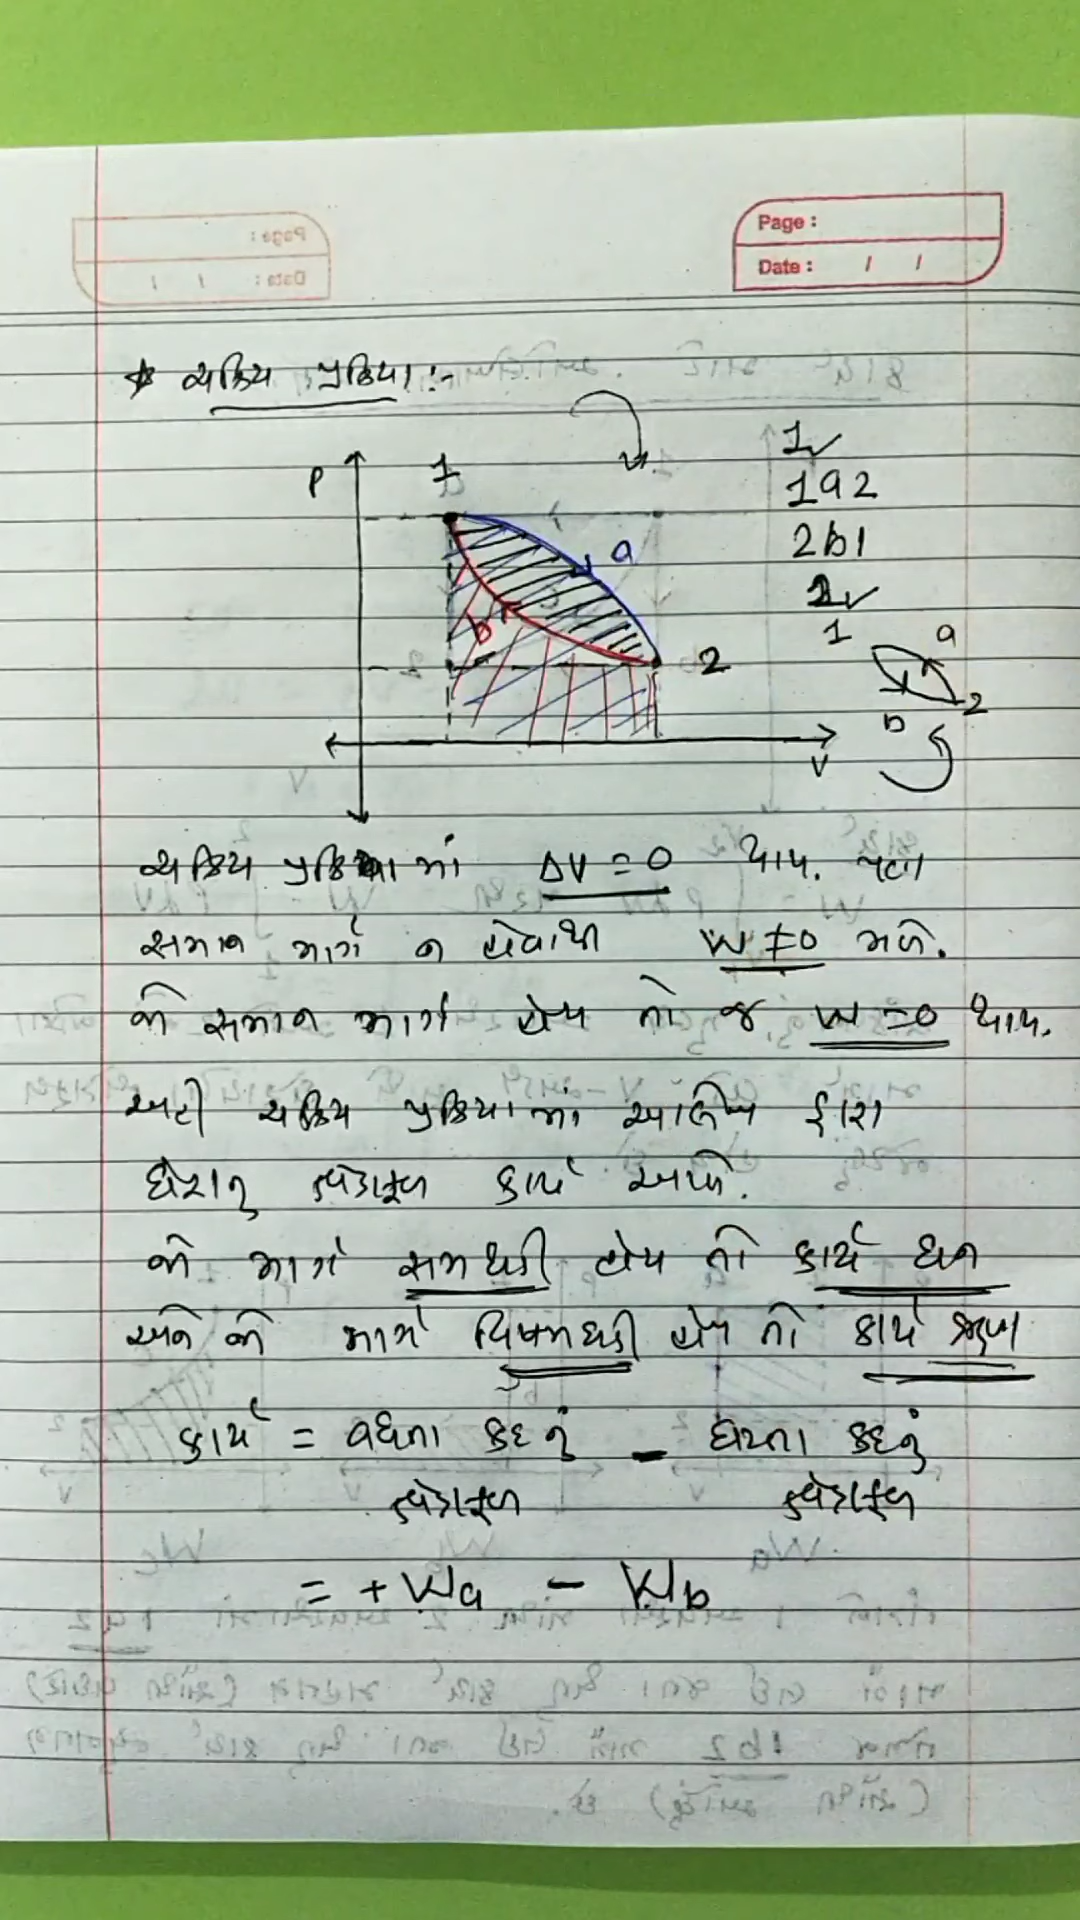 Page :
Date : / /
* ચક્રિય પ્રક્રિયા :-
P
1
a
b
2
V
1
1a2
2b1
1
1
a
b
2
ચક્રિય પ્રક્રિયા માં ΔV = 0 થાય. પણ
સમાન માર્ગ ન હોવાથી W ≠ 0 મળે.
જો સમાન માર્ગ હોય તો જ W = 0 થાય.
અહી ચક્રિય પ્રક્રિયામાં આલેખ દ્વારા
ઘેરાતુ ક્ષેત્રફળ કાર્ય આપે.
જો માર્ગ સમઘડી હોય તો કાર્ય ધન
અને જો માર્ગ વિષમઘડી હોય તો કાર્ય ઋણ
કાર્ય = વધતા કદનું - ઘટતા કદનું
ક્ષેત્રફળ ક્ષેત્રફળ
= + Wa - Wb